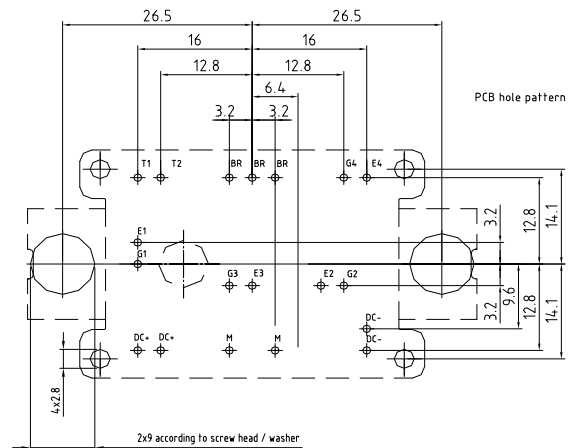 26.5 26.5
16 16
12.8 12.8
6.4
PCB hole pattern
3.2 3.2
T1 T2 BR BR BR G4 E4
3.2 12.8 14.1
E1
G1
G3 E3 E2 G2
3.2 9.6 12.8 14.1
DC-
DC+ DC+ M M DC-
4x2.8
2x9 according to screw head / washer